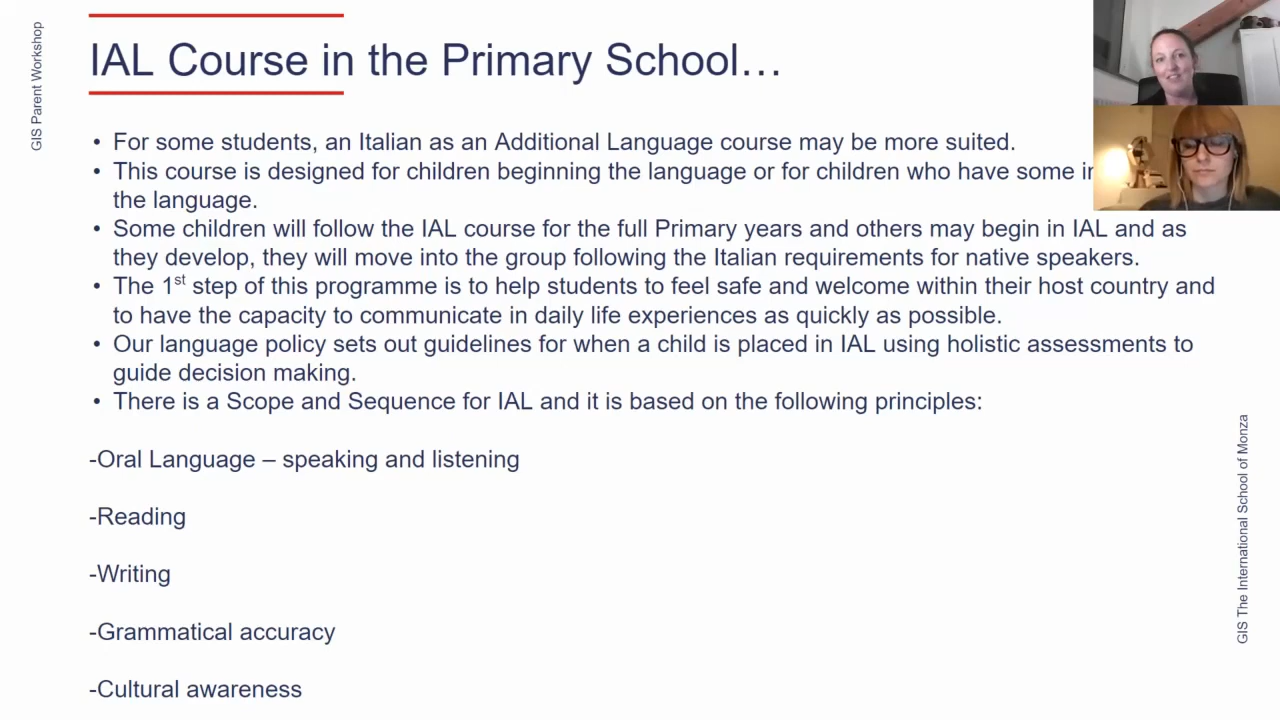 GIS Parent Workshop
IAL Course in the Primary School…
• For some students, an Italian as an Additional Language course may be more suited.
• This course is designed for children beginning the language or for children who have some
the language.
• Some children will follow the IAL course for the full Primary years and others may begin in IAL and as
they develop, they will move into the group following the Italian requirements for native speakers.
• The 1st step of this programme is to help students to feel safe and welcome within their host country and
to have the capacity to communicate in daily life experiences as quickly as possible.
• Our language policy sets out guidelines for when a child is placed in IAL using holistic assessments to
guide decision making.
• There is a Scope and Sequence for IAL and it is based on the following principles:
-Oral Language – speaking and listening
-Reading
-Writing
-Grammatical accuracy
-Cultural awareness
GIS The International School of Monza